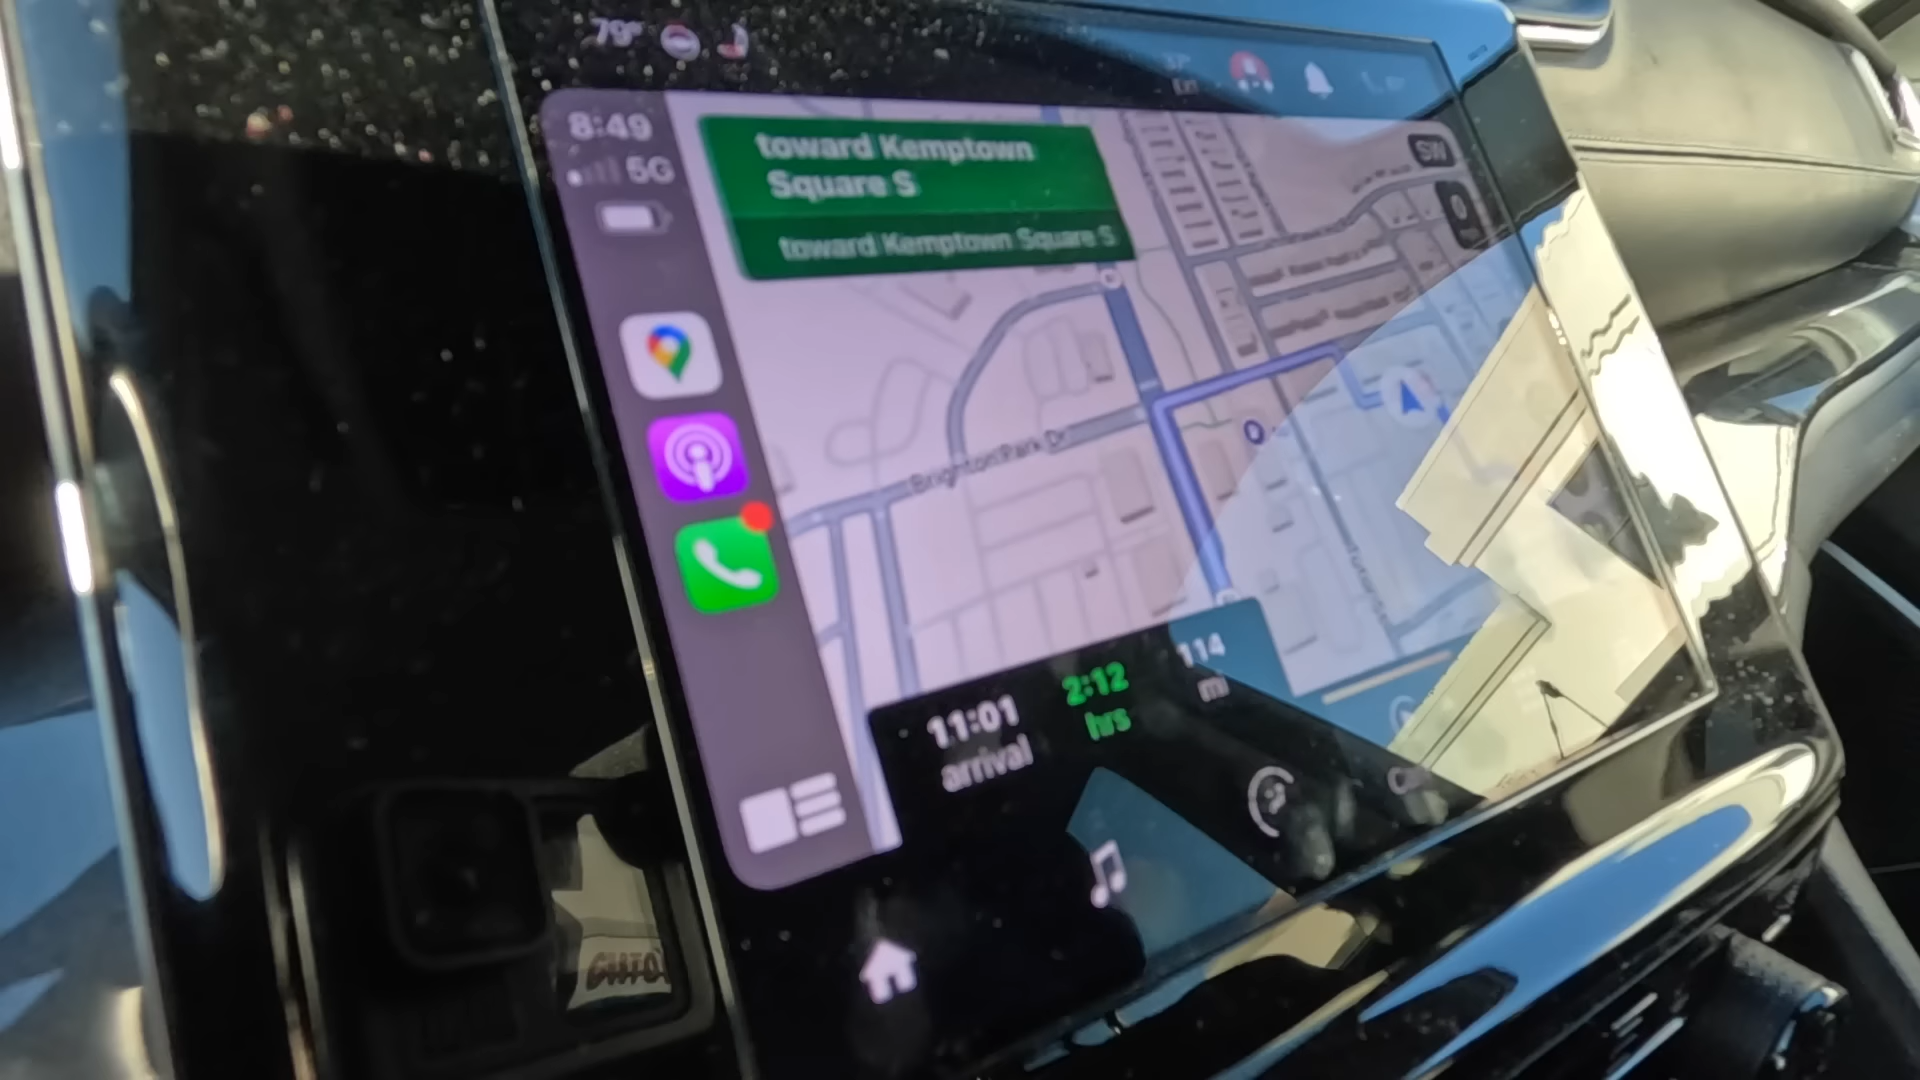 79°
8:49
5G
toward Kemptown
Square S
toward Kemptown Square S
SW
0
Brighton Park Dr
11:01
arrival
2:12
hrs
114
mi